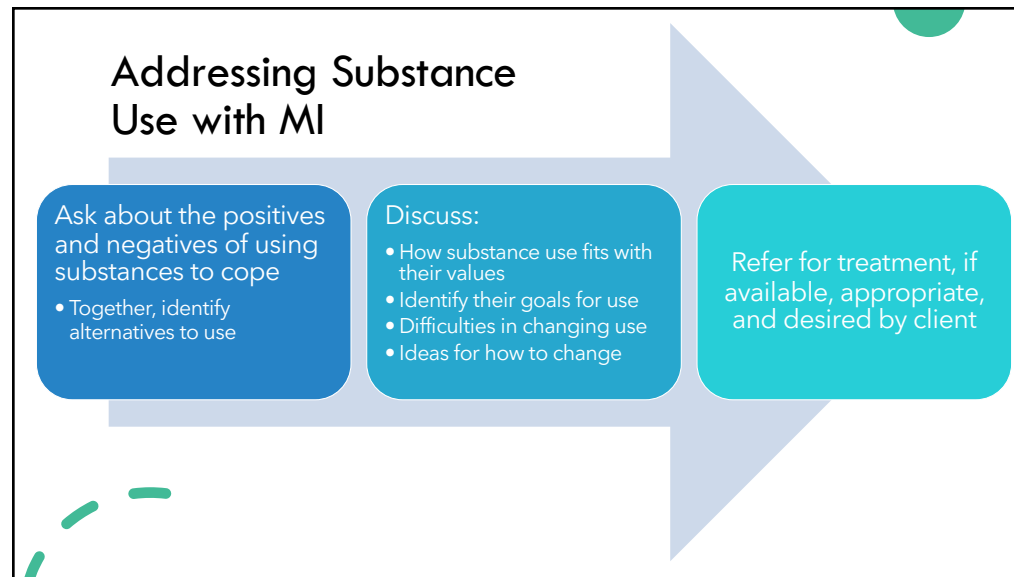 Addressing Substance
Use with MI
Ask about the positives
and negatives of using
substances to cope
• Together, identify
alternatives to use
Discuss:
• How substance use fits with
their values
• Identify their goals for use
• Difficulties in changing use
• Ideas for how to change
Refer for treatment, if
available, appropriate,
and desired by client